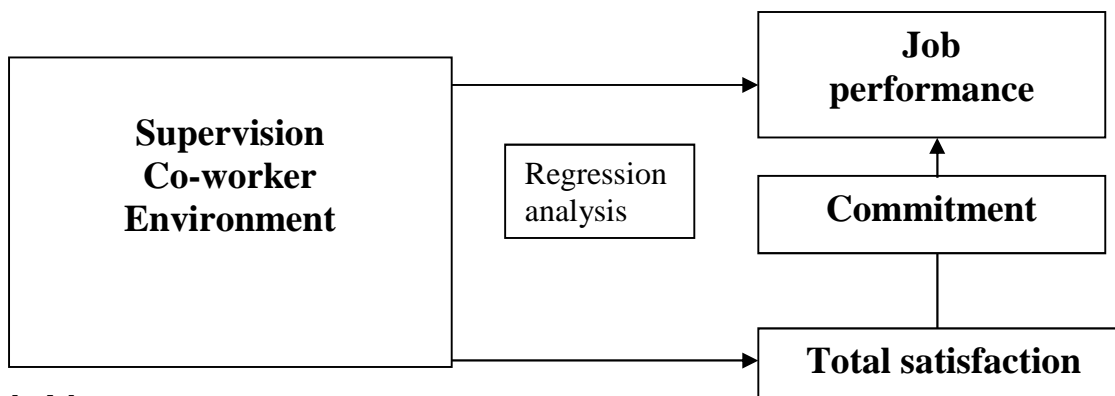 Job
performance
Supervision
Co-worker
Environment
Regression
analysis
Commitment
Total satisfaction